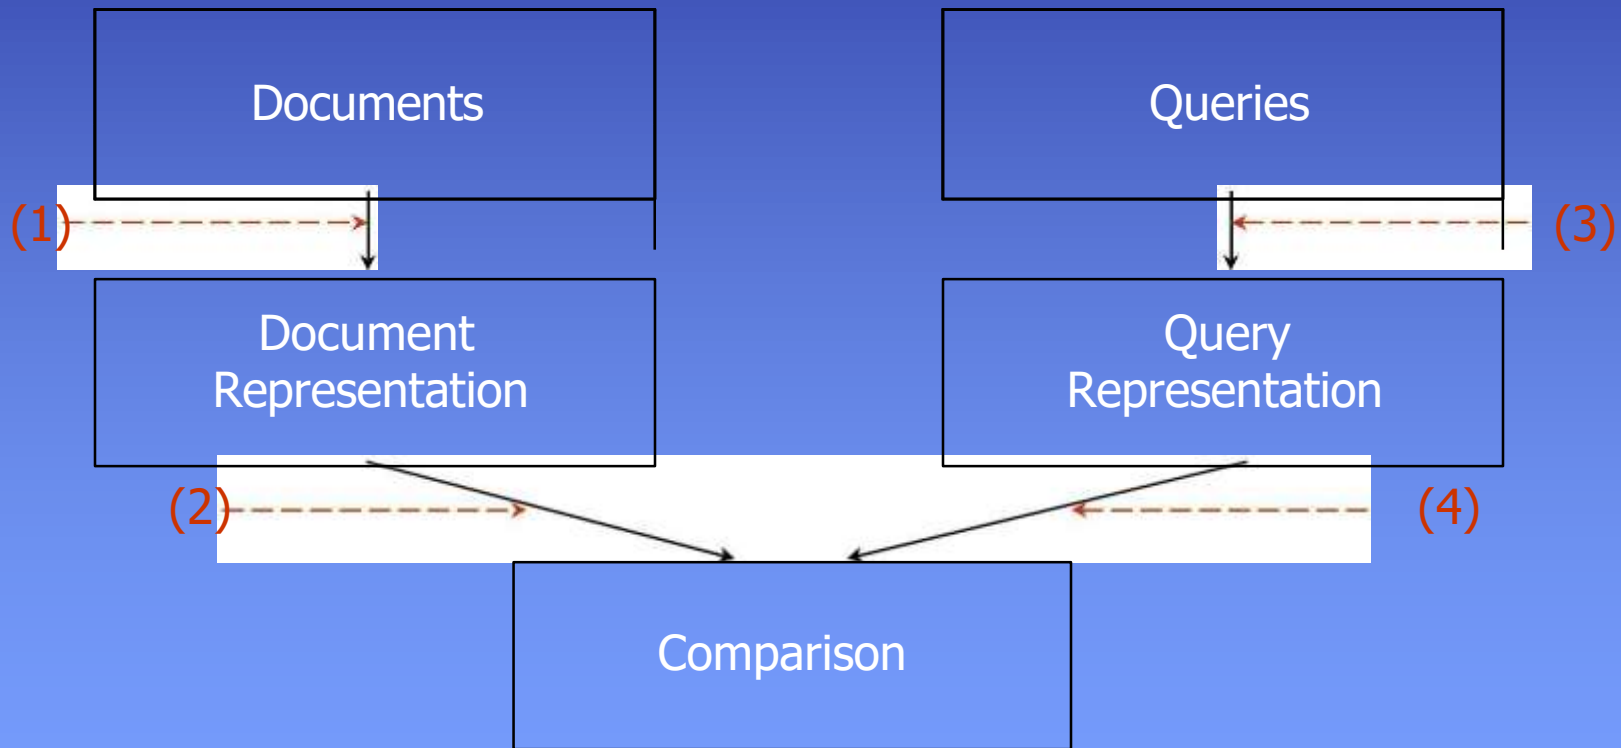 Documents
Queries
(1)
(3)
Document
Representation
Query
Representation
(2)
(4)
Comparison